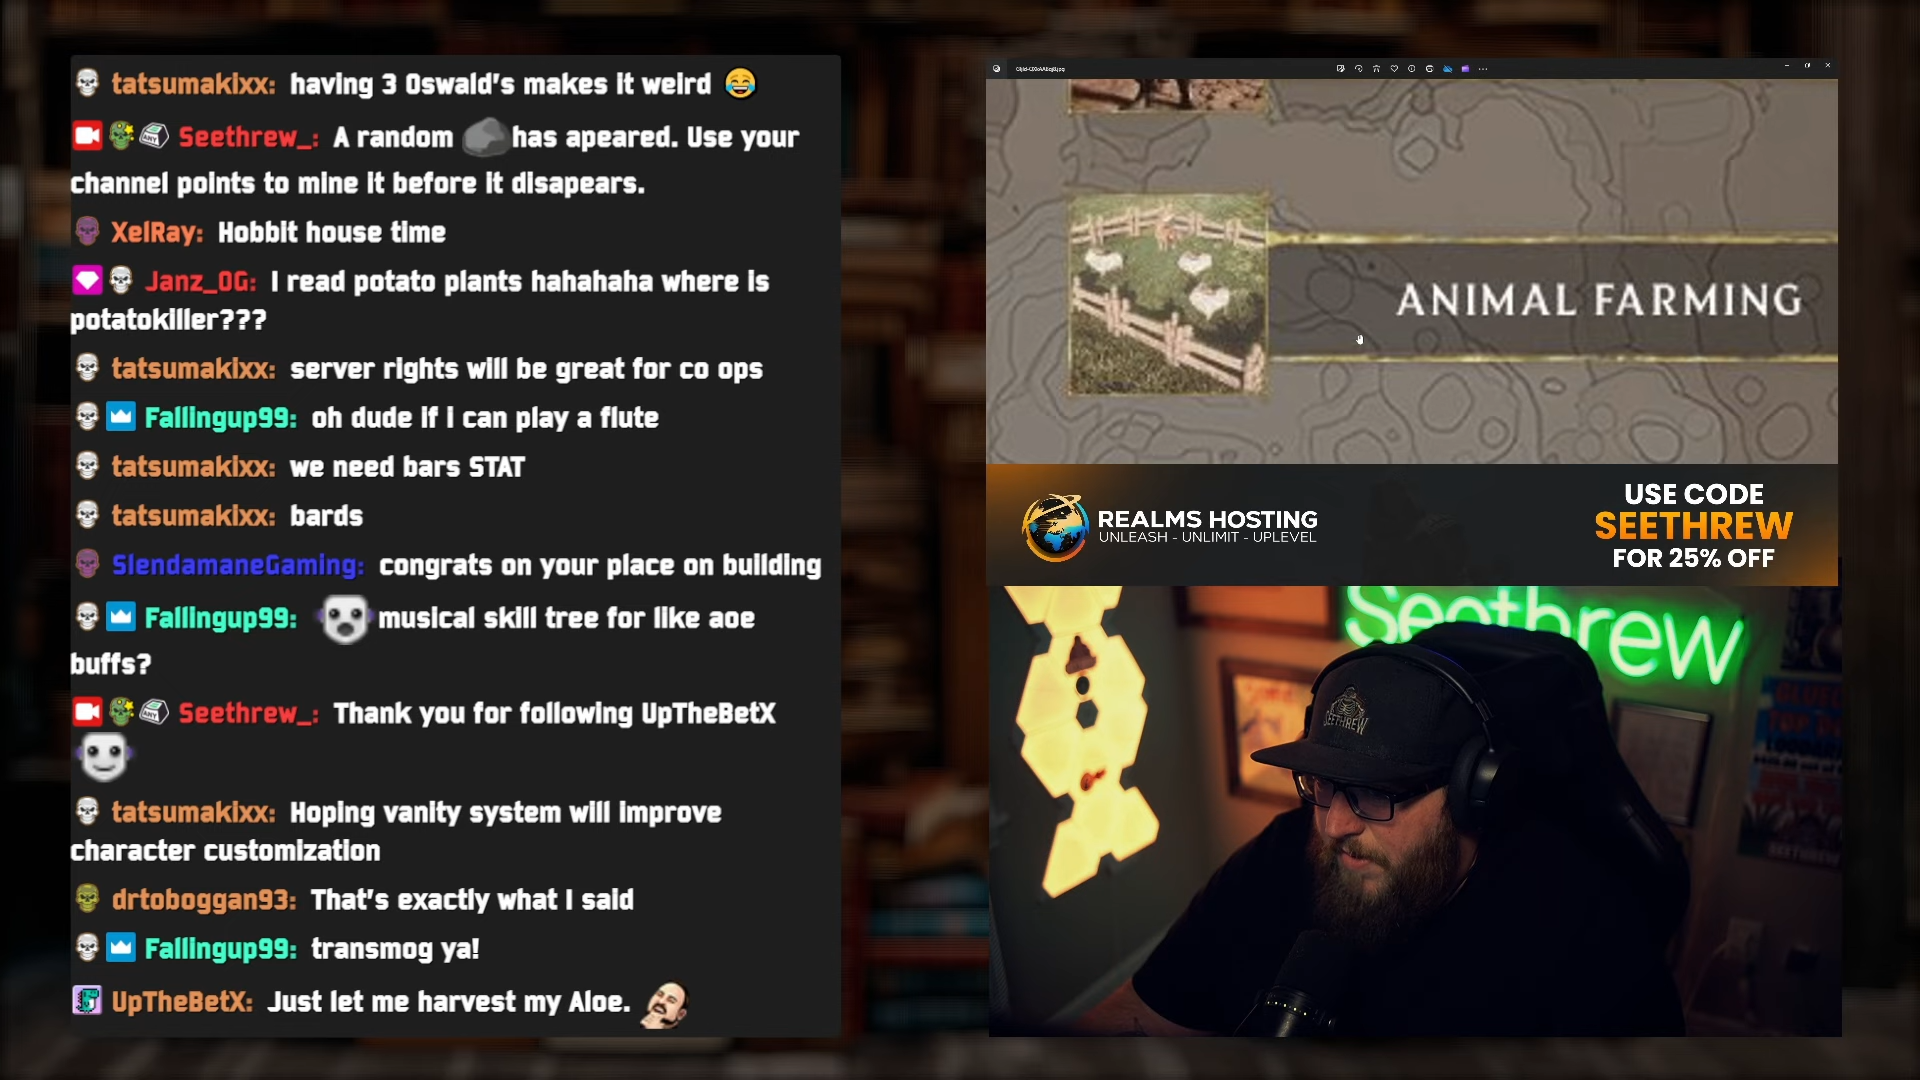 tatsumakixx: having 3 Oswald's makes it weird
Seethrew_: A random has apeared. Use your
channel points to mine it before it disapears.
XelRay: Hobbit house time
Janz_OG: I read potato plants hahahaha where is
potatokiller???
tatsumakixx: server rights will be great for co ops
Fallingup99: oh dude if i can play a flute
tatsumakixx: we need bars STAT
tatsumakixx: bards
SlendamaneGaming: congrats on your place on building
Fallingup99: musical skill tree for like aoe
buffs?
Seethrew_: Thank you for following UpTheBetX
tatsumakixx: Hoping vanity system will improve
character customization
drtoboggan93: That's exactly what I said
Fallingup99: transmog ya!
UpTheBetX: Just let me harvest my Aloe.
ANIMAL FARMING
REALMS HOSTING
UNLEASH - UNLIMIT - UPLEVEL
USE CODE
SEETHREW
FOR 25% OFF
Seethrew
SEETHREW